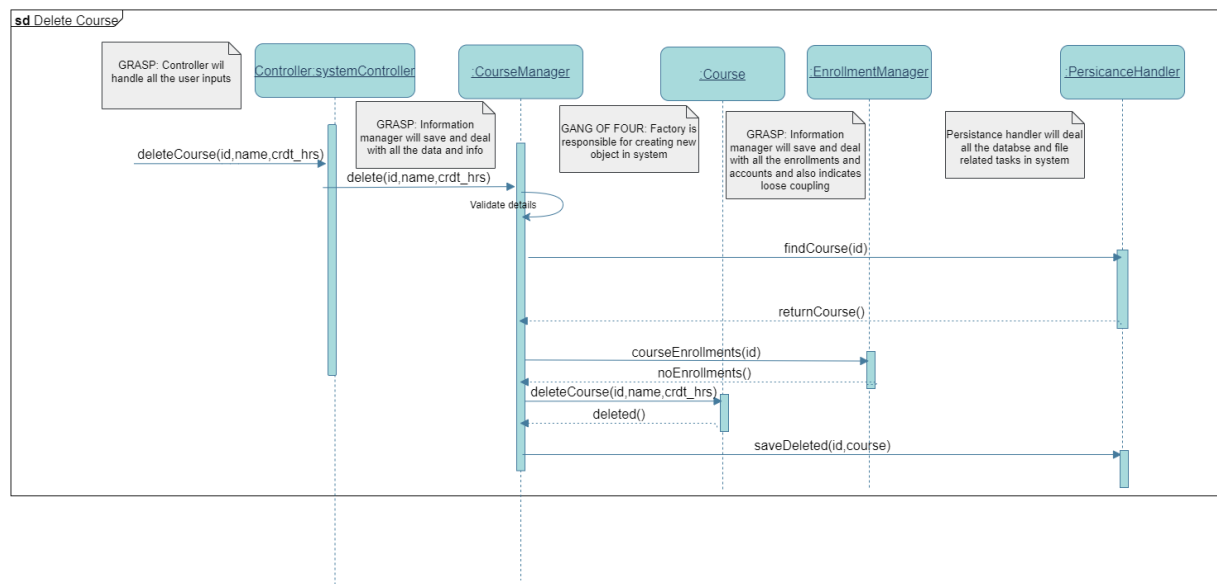 sd Delete Course
GRASP: Controller wil
handle all the user inputs
Controller:systemController
:CourseManager
:Course
:EnrollmentManager
:PersicanceHandler
GRASP: Information
manager will save and deal
with all the data and info
GANG OF FOUR: Factory is
responsible for creating new
object in system
GRASP: Information
manager will save and deal
with all the enrollments and
accounts and also indicates
loose coupling
Persistance handler will deal
all the databse and file
related tasks in system
deleteCourse(id,name,crdt_hrs)
delete(id,name,crdt_hrs)
Validate details
findCourse(id)
returnCourse()
courseEnrollments(id)
noEnrollments()
deleteCourse(id,name,crdt_hrs)
deleted()
saveDeleted(id,course)